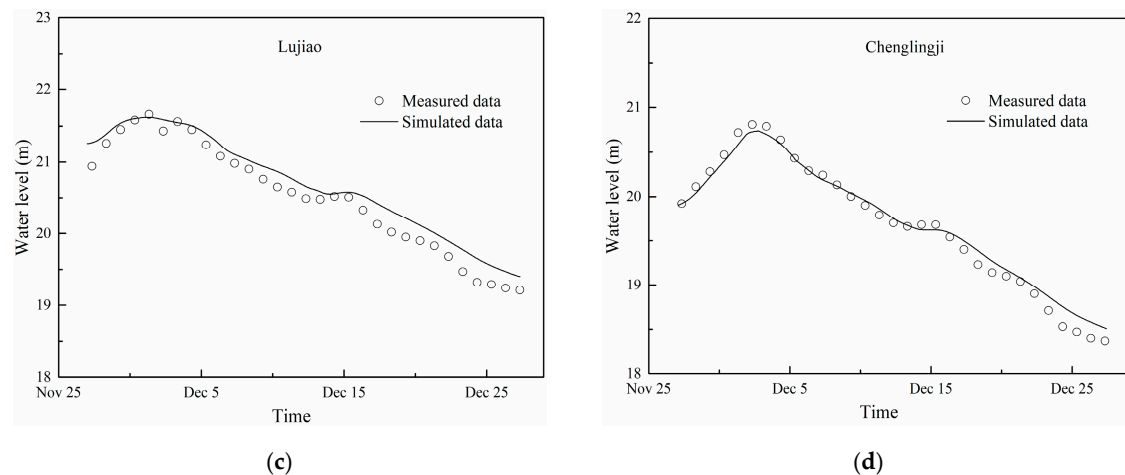 23
22
21
20
19
18
Water level (m)
Lujiao
Measured data
Simulated data
Nov 25
Dec 5
Dec 15
Dec 25
Time
(c)
22
21
20
19
18
Water level (m)
Chenglingji
Measured data
Simulated data
Nov 25
Dec 5
Dec 15
Dec 25
Time
(d)